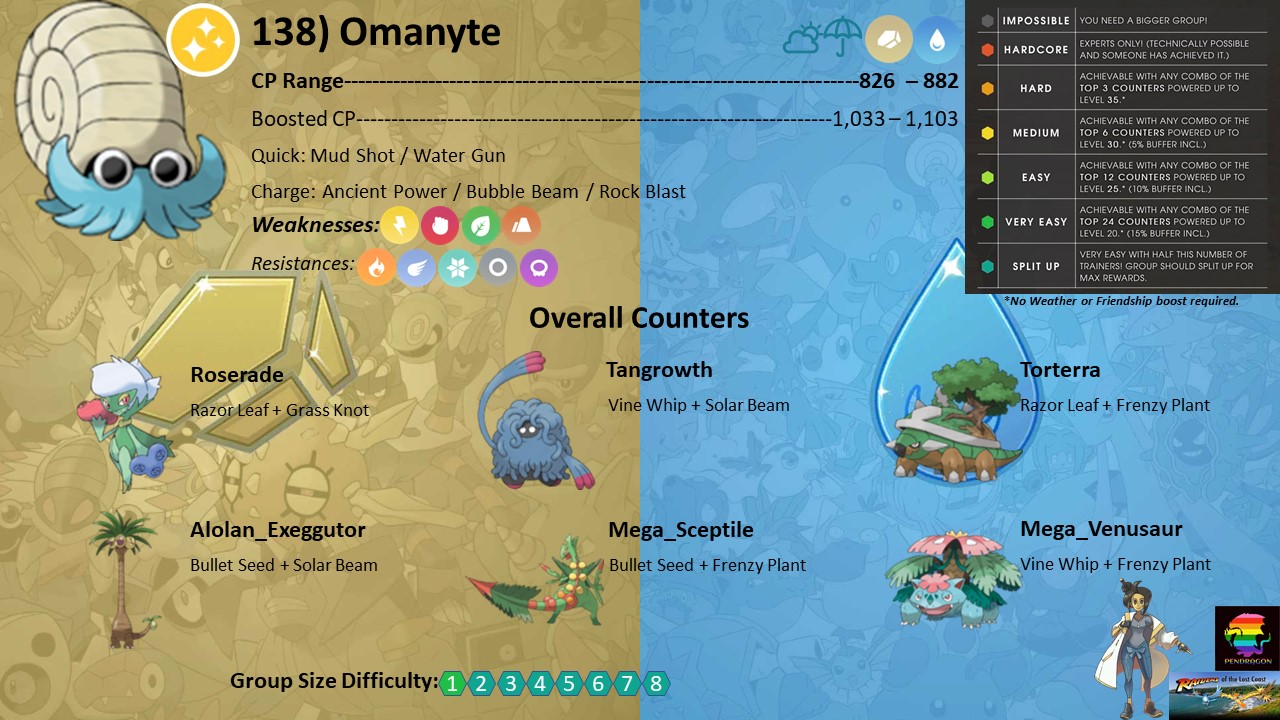 138) Omanyte
CP Range---826 – 882
Boosted CP---1,033 – 1,103
Quick: Mud Shot / Water Gun
Charge: Ancient Power / Bubble Beam / Rock Blast
Weaknesses:
Resistances:
IMPOSSIBLE YOU NEED A BIGGER GROUP!
HARDCORE EXPERTS ONLY! (TECHNICALLY POSSIBLE
AND SOMEONE HAS ACHIEVED IT.)
HARD ACHIEVABLE WITH ANY COMBO OF THE
TOP 3 COUNTERS POWERED UP TO
LEVEL 35.*
MEDIUM ACHIEVABLE WITH ANY COMBO OF THE
TOP 6 COUNTERS POWERED UP TO
LEVEL 30.* (5% BUFFER INCL.)
EASY ACHIEVABLE WITH ANY COMBO OF THE
TOP 12 COUNTERS POWERED UP TO
LEVEL 25.* (10% BUFFER INCL.)
VERY EASY ACHIEVABLE WITH ANY COMBO OF THE
TOP 24 COUNTERS POWERED UP TO
LEVEL 20.* (15% BUFFER INCL.)
SPLIT UP VERY EASY WITH HALF THIS NUMBER OF
TRAINERS! GROUP SHOULD SPLIT UP FOR
MAX REWARDS.
*No Weather or Friendship boost required.
Overall Counters
Roserade
Razor Leaf + Grass Knot
Tangrowth
Vine Whip + Solar Beam
Torterra
Razor Leaf + Frenzy Plant
Alolan_Exeggutor
Bullet Seed + Solar Beam
Mega_Sceptile
Bullet Seed + Frenzy Plant
Mega_Venusaur
Vine Whip + Frenzy Plant
Group Size Difficulty: 1 2 3 4 5 6 7 8
PENDRAGON
RAIDERS of the Lost Coast